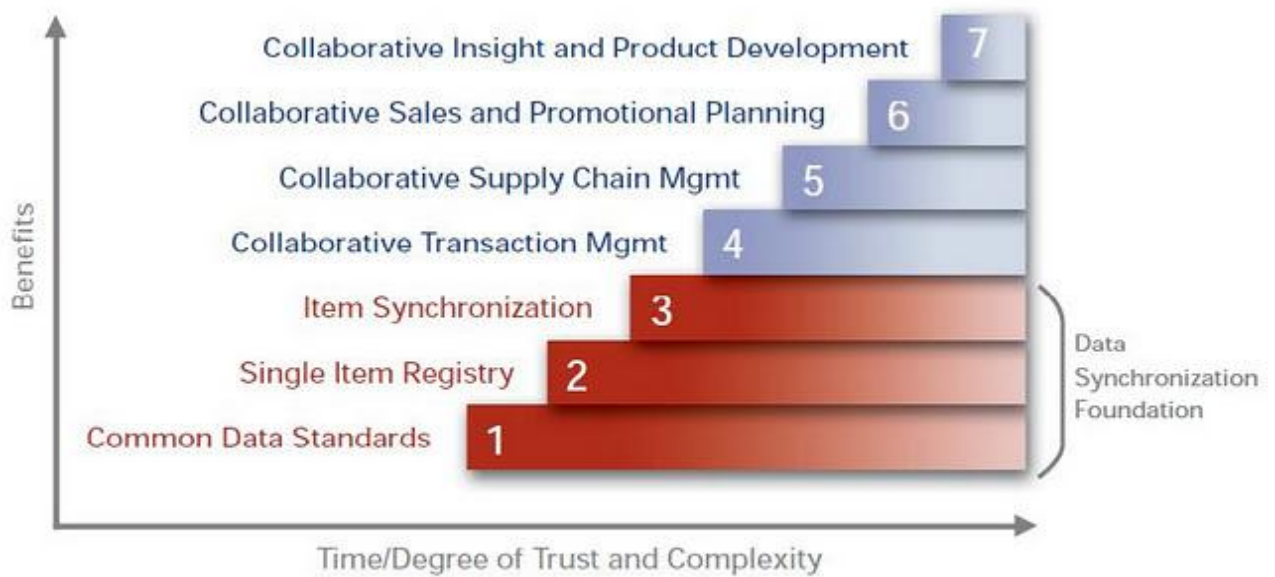 Collaborative Insight and Product Development 7
Collaborative Sales and Promotional Planning 6
Collaborative Supply Chain Mgmt 5
Collaborative Transaction Mgmt 4
Item Synchronization 3
Single Item Registry 2
Common Data Standards 1
Data
Synchronization
Foundation
Benefits
Time/Degree of Trust and Complexity